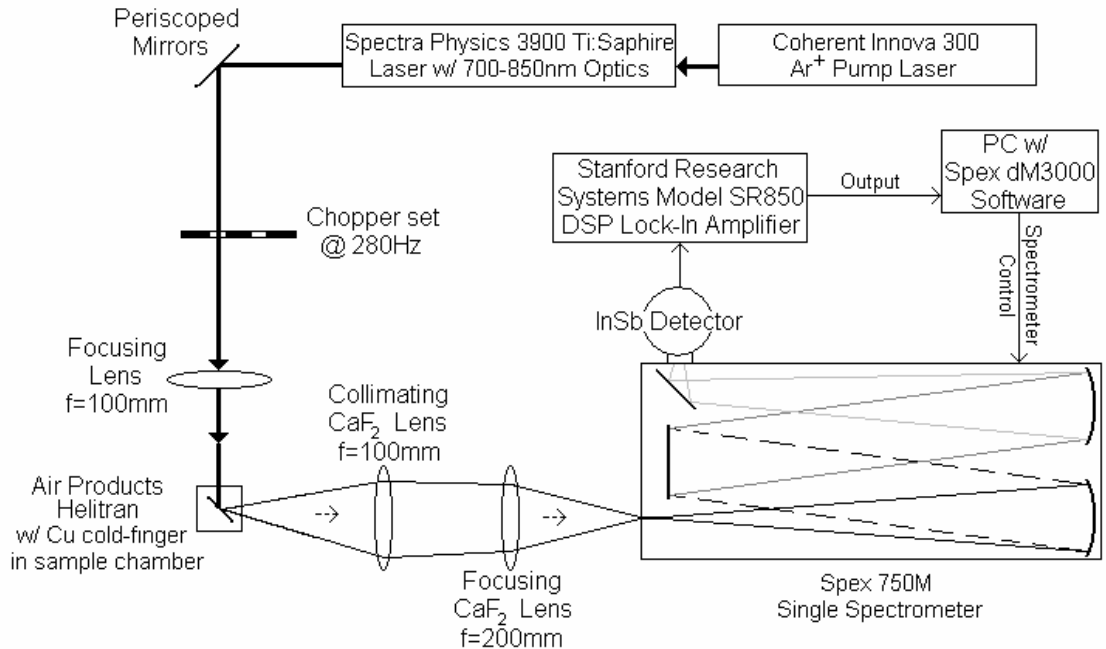 Periscoped
Mirrors
Spectra Physics 3900 Ti:Saphire
Laser w/ 700-850nm Optics
Coherent Innova 300
Ar+ Pump Laser
Stanford Research
Systems Model SR850
DSP Lock-In Amplifier
Output
PC w/
Spex dM3000
Software
Chopper set
@ 280Hz
Spectrometer
Control
InSb Detector
Focusing
Lens
f=100mm
Collimating
CaF2 Lens
f=100mm
Air Products
Helitran
w/ Cu cold-finger
in sample chamber
Focusing
CaF2 Lens
f=200mm
Spex 750M
Single Spectrometer